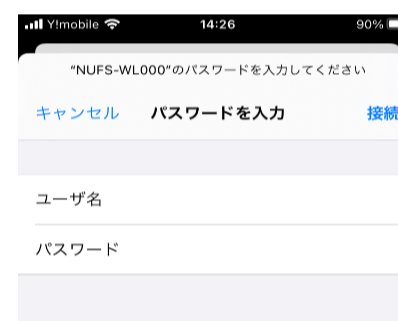 Y!mobile 14:26 90%
"NUFS-WL000"のパスワードを入力してください
キャンセル パスワードを入力 接続
ユーザ名
パスワード